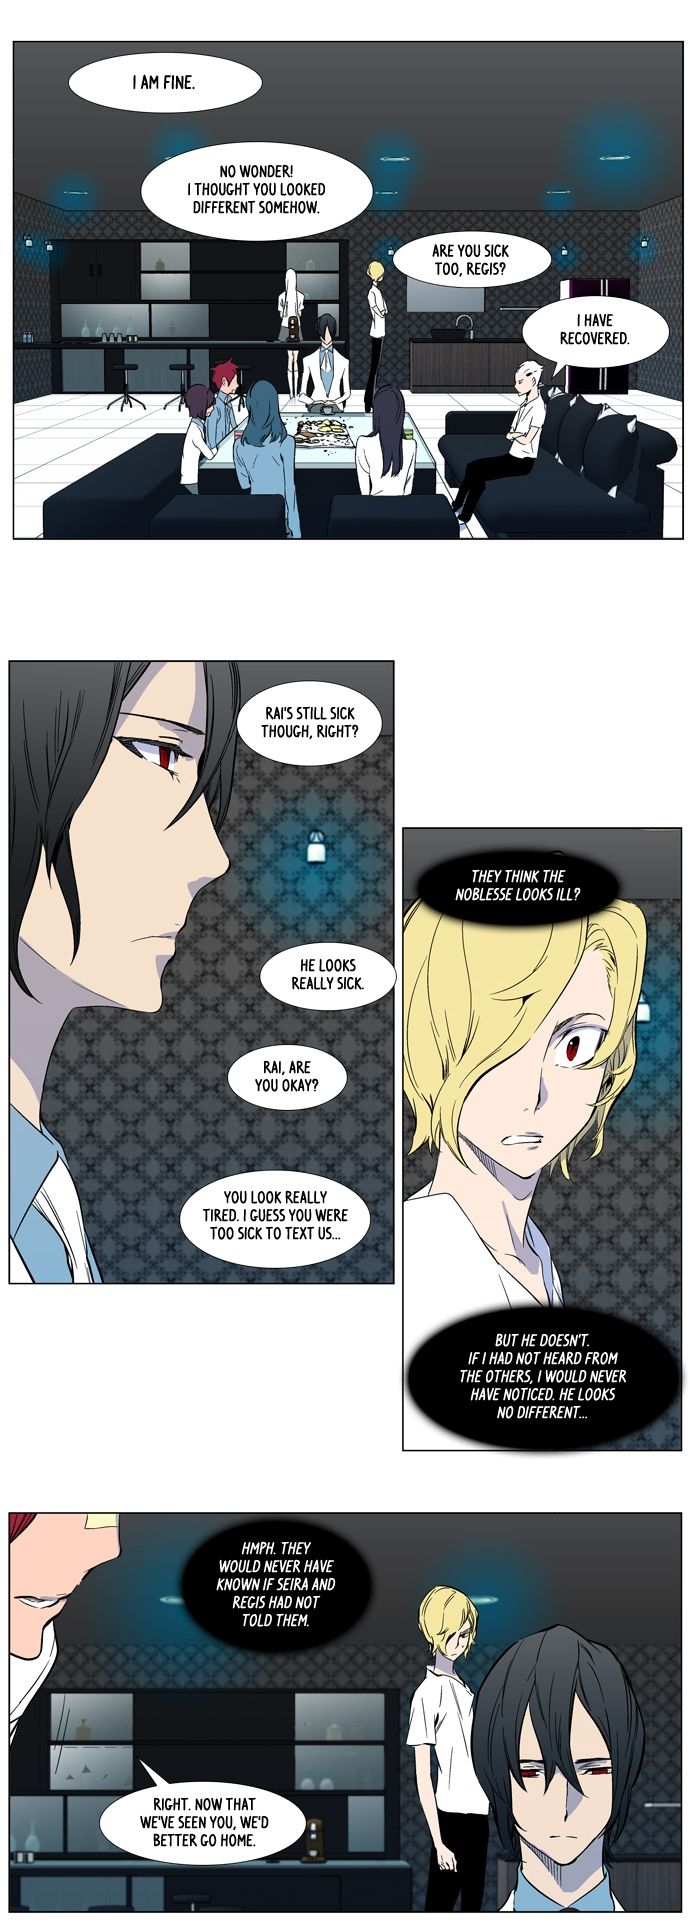 I AM FINE.
NO WONDER!
I THOUGHT YOU LOOKED
DIFFERENT SOMEHOW.
ARE YOU SICK
TOO, REGIS?
I HAVE
RECOVERED.
RAI'S STILL SICK
THOUGH, RIGHT?
THEY THINK THE
NOBLESSE LOOKS ILL?
HE LOOKS
REALLY SICK.
RAI, ARE
YOU OKAY?
YOU LOOK REALLY
TIRED. I GUESS YOU WERE
TOO SICK TO TEXT US...
BUT HE DOESN'T.
IF I HAD NOT HEARD FROM
THE OTHERS, I WOULD NEVER
HAVE NOTICED. HE LOOKS
NO DIFFERENT...
HMPH. THEY
WOULD NEVER HAVE
KNOWN IF SEIRA AND
REGIS HAD NOT
TOLD THEM.
RIGHT. NOW THAT
WE'VE SEEN YOU, WE'D
BETTER GO HOME.